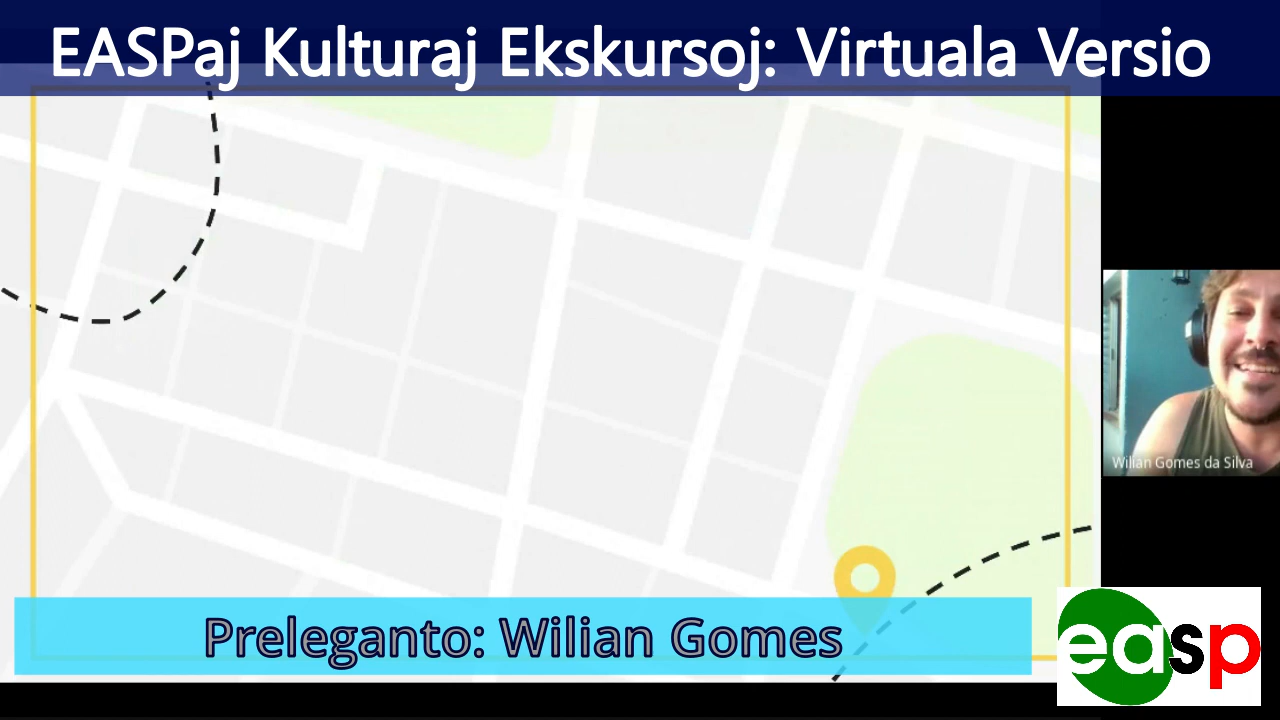 EASPaj Kulturaj Ekskursoj: Virtuala Versio
Wilian Gomes da Silva
Preleganto: Wilian Gomes
easp